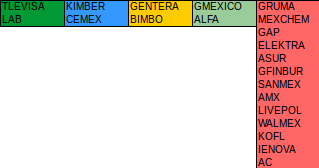 TLEVISA KIMBER GENTERA GMEXICO GRUMA
LAB CEMEX BIMBO ALFA MEXCHEM
GAP
ELEKTRA
ASUR
GFINBUR
SANMEX
AMX
LIVEPOL
WALMEX
KOFL
IENOVA
AC